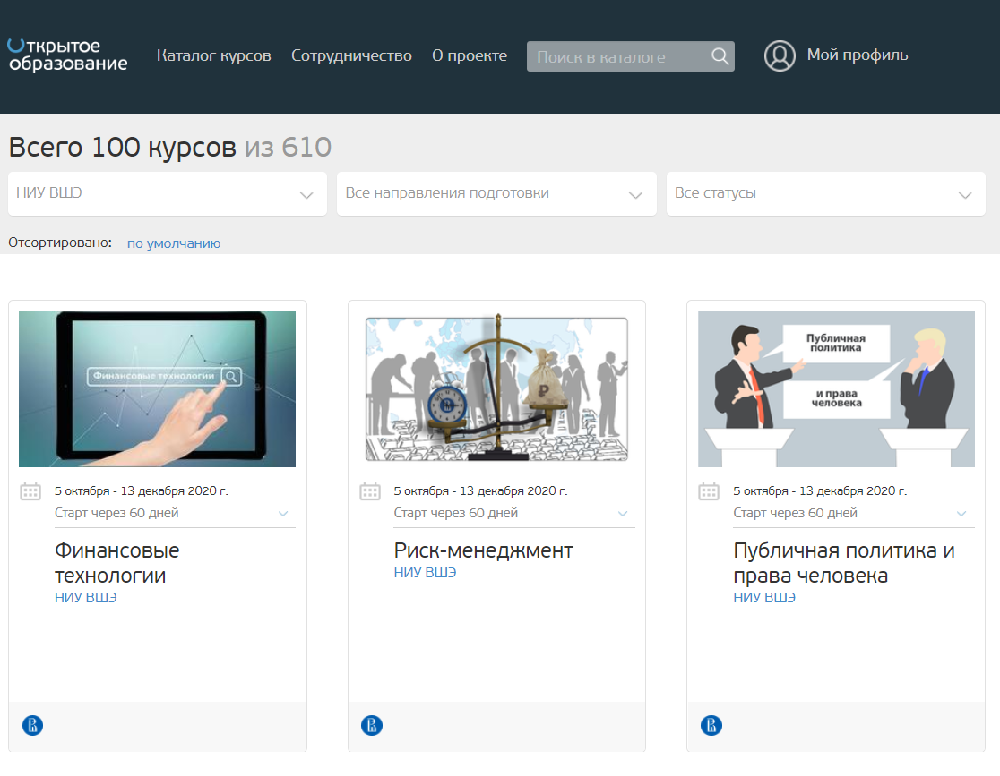 Открытое
образование
Каталог курсов
Сотрудничество
О проекте
Поиск в каталоге
Мой профиль
Всего 100 курсов из 610
НИУ ВШЭ
Все направления подготовки
Все статусы
Отсортировано: по умолчанию
Финансовые технологии
₽
Публичная
политика
и права
человека
5 октября - 13 декабря 2020 г.
Старт через 60 дней
Финансовые
технологии
НИУ ВШЭ
5 октября - 13 декабря 2020 г.
Старт через 60 дней
Риск-менеджмент
НИУ ВШЭ
5 октября - 13 декабря 2020 г.
Старт через 60 дней
Публичная политика и
права человека
НИУ ВШЭ